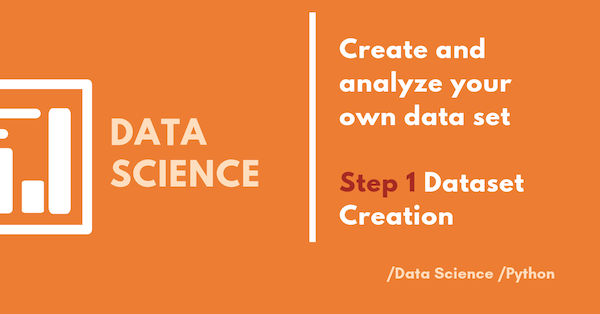 DATA
SCIENCE
Create and
analyze your
own data set
Step 1 Dataset
Creation
/Data Science /Python